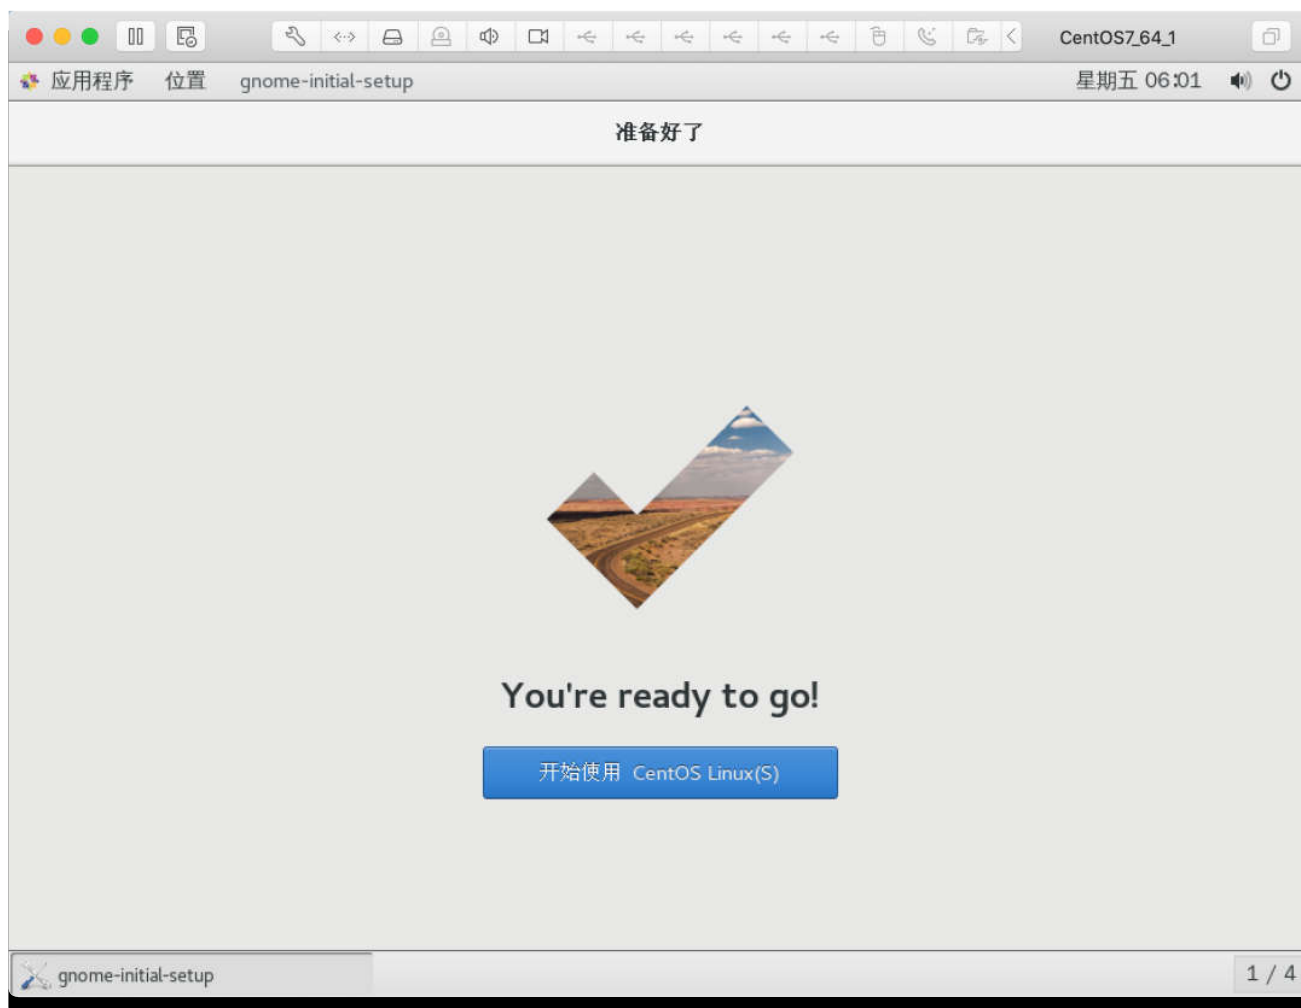 CentOS7_64_1
应用程序 位置 gnome-initial-setup 星期五 06:01
准备好了
You're ready to go!
开始使用 CentOS Linux(S)
gnome-initial-setup 1 / 4